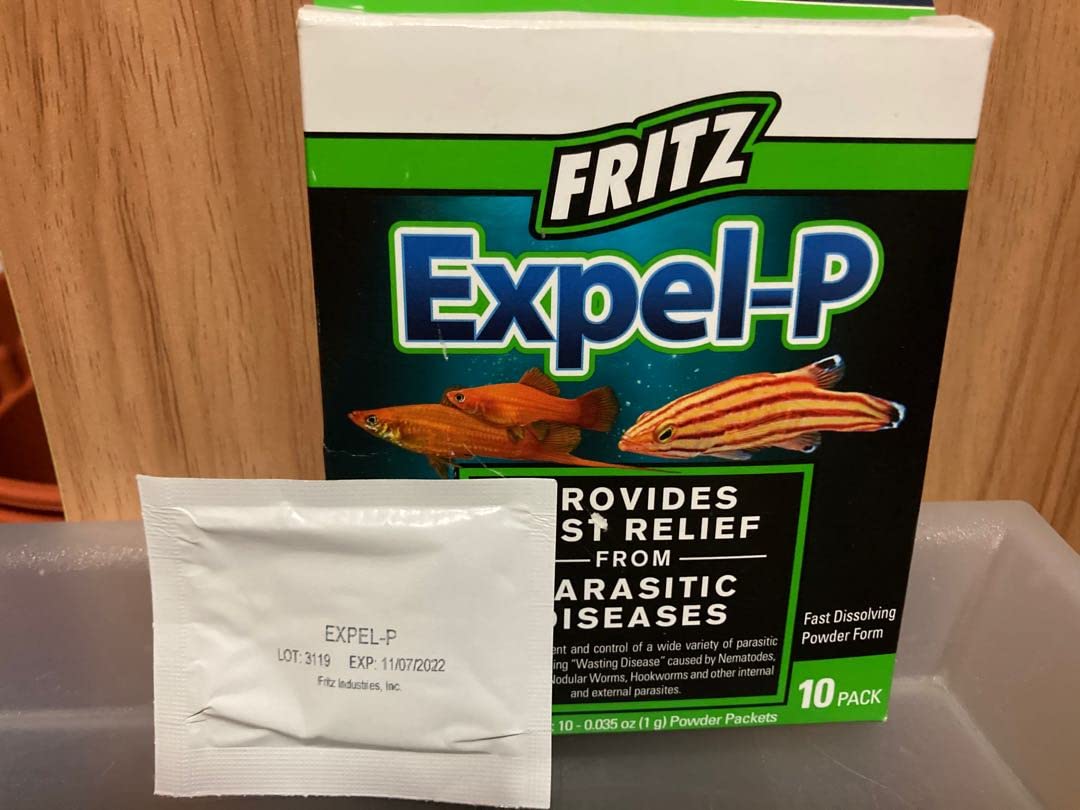 FRITZ
Expel-P
ROVIDES
ST RELIEF
FROM
ARASITIC
ISEASES
ent and control of a wide variety of parasitic
ing "Wasting Disease" caused by Nematodes,
odular Worms, Hookworms and other internal
and external parasites.
Fast Dissolving
Powder Form
10 PACK
10 - 0.035 oz (1 g) Powder Packets
EXPEL-P
LOT: 3119 EXP: 11/07/2022
Fritz Industries, Inc.